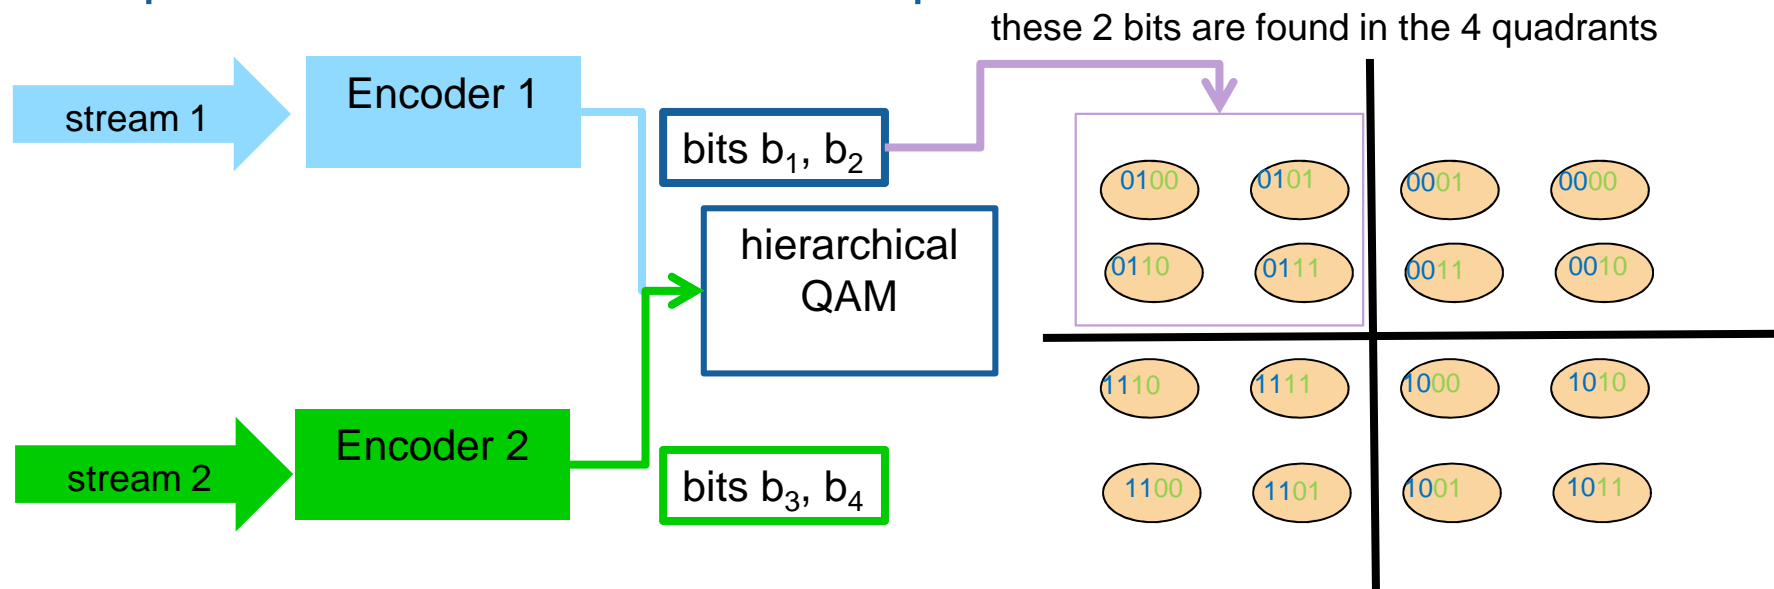 these 2 bits are found in the 4 quadrants
stream 1
Encoder 1
bits b₁, b₂
hierarchical
QAM
stream 2
Encoder 2
bits b₃, b₄
0100 0101 0001 0000
0110 0111 0011 0010
1110 1111 1000 1010
1100 1101 1001 1011